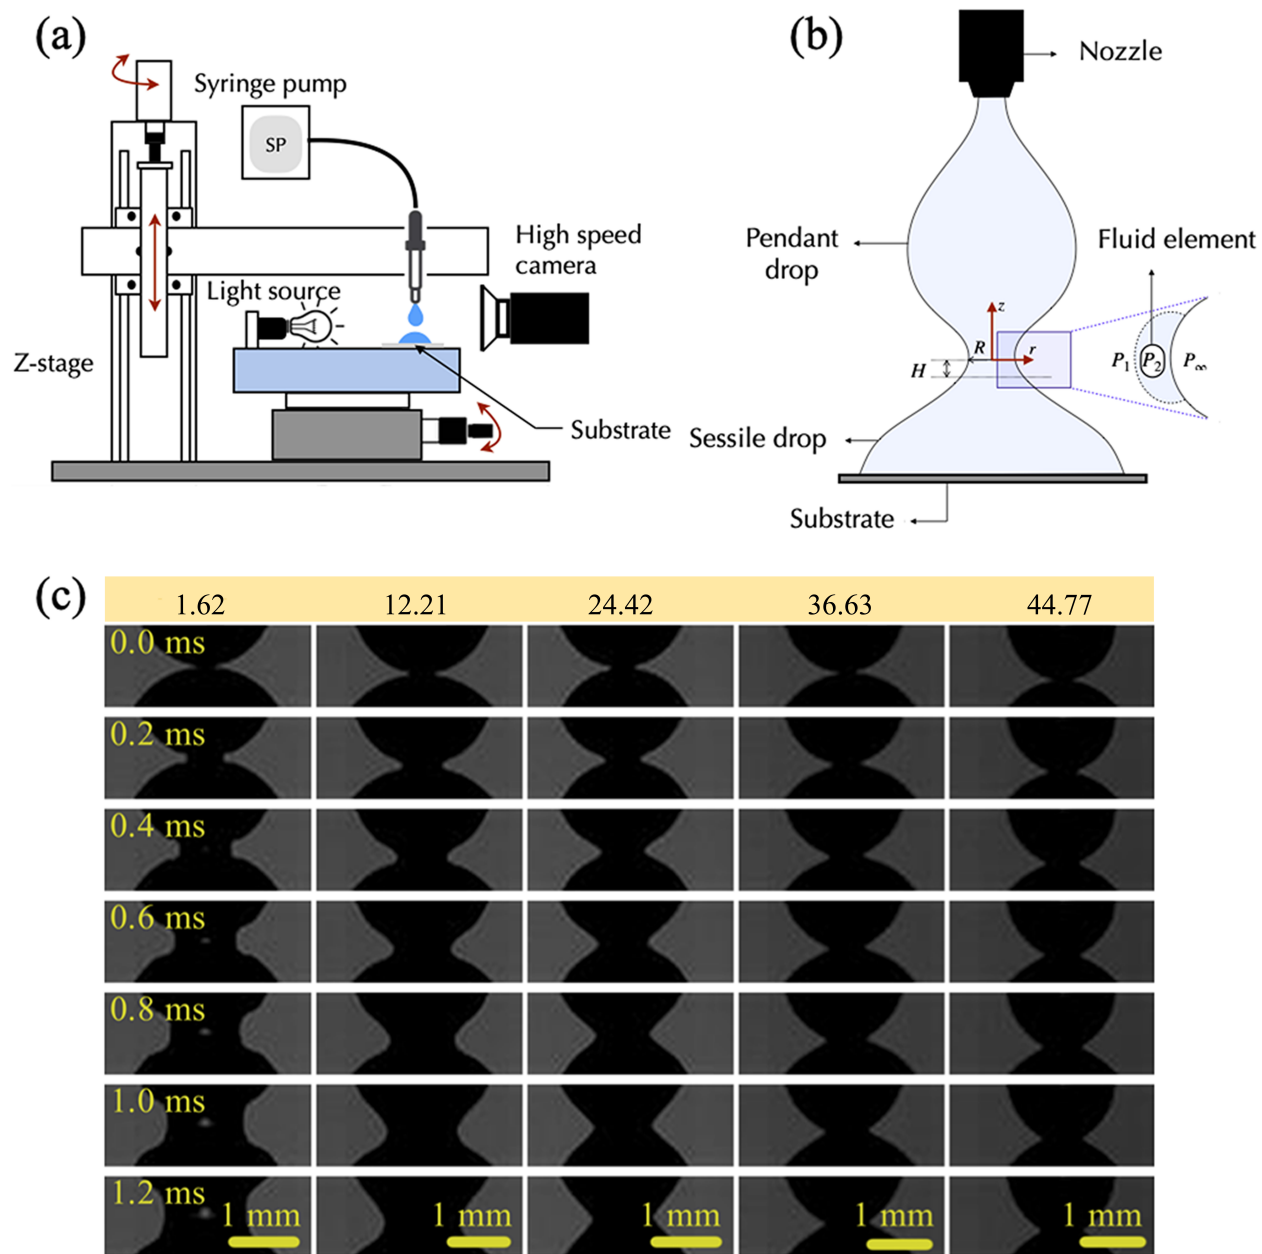 (a)
Syringe pump
SP
High speed
camera
Light source
Z-stage
Substrate
(b)
Nozzle
Pendant
drop
Fluid element
z
R
r
H
P1
P2
P∞
Sessile drop
Substrate
(c)
1.62 12.21 24.42 36.63 44.77
0.0 ms
0.2 ms
0.4 ms
0.6 ms
0.8 ms
1.0 ms
1.2 ms
1 mm 1 mm 1 mm 1 mm 1 mm